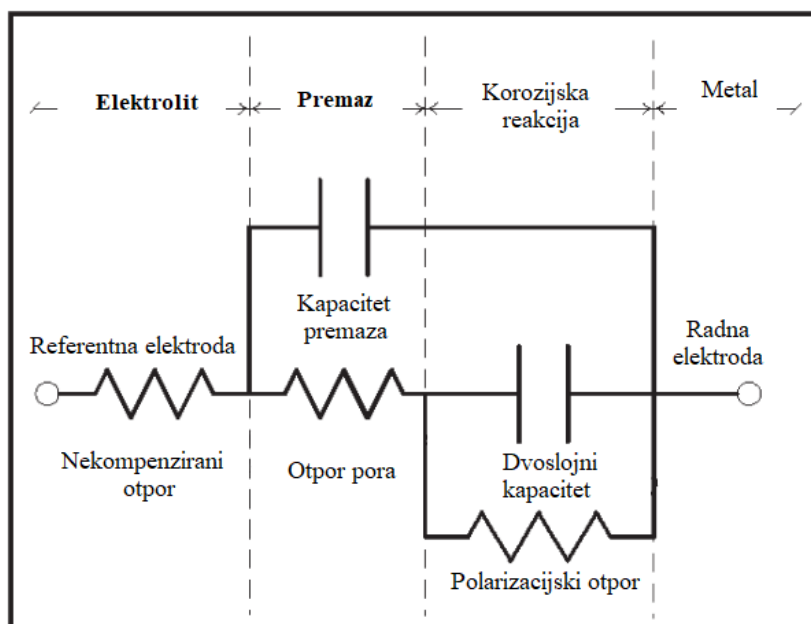 Elektrolit
Premaz
Korozijska
reakcija
Metal
Kapacitet
premaza
Referentna elektroda
Radna
elektroda
Nekompenzirani
otpor
Otpor pora
Dvoslojni
kapacitet
Polarizacijski otpor